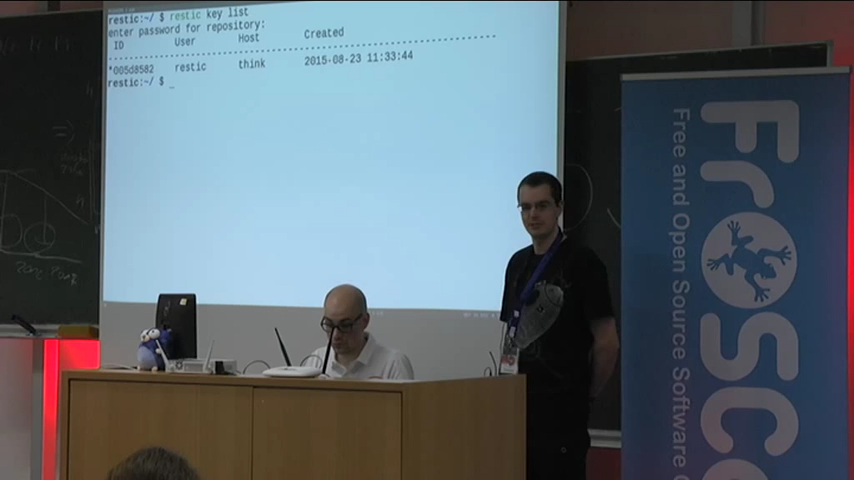 restic:~/ $ restic key list
enter password for repository:
ID User Host Created
*005d8582 restic think 2015-08-23 11:33:44
restic:~/ $ _
Free and Open Source Software
FrOSC